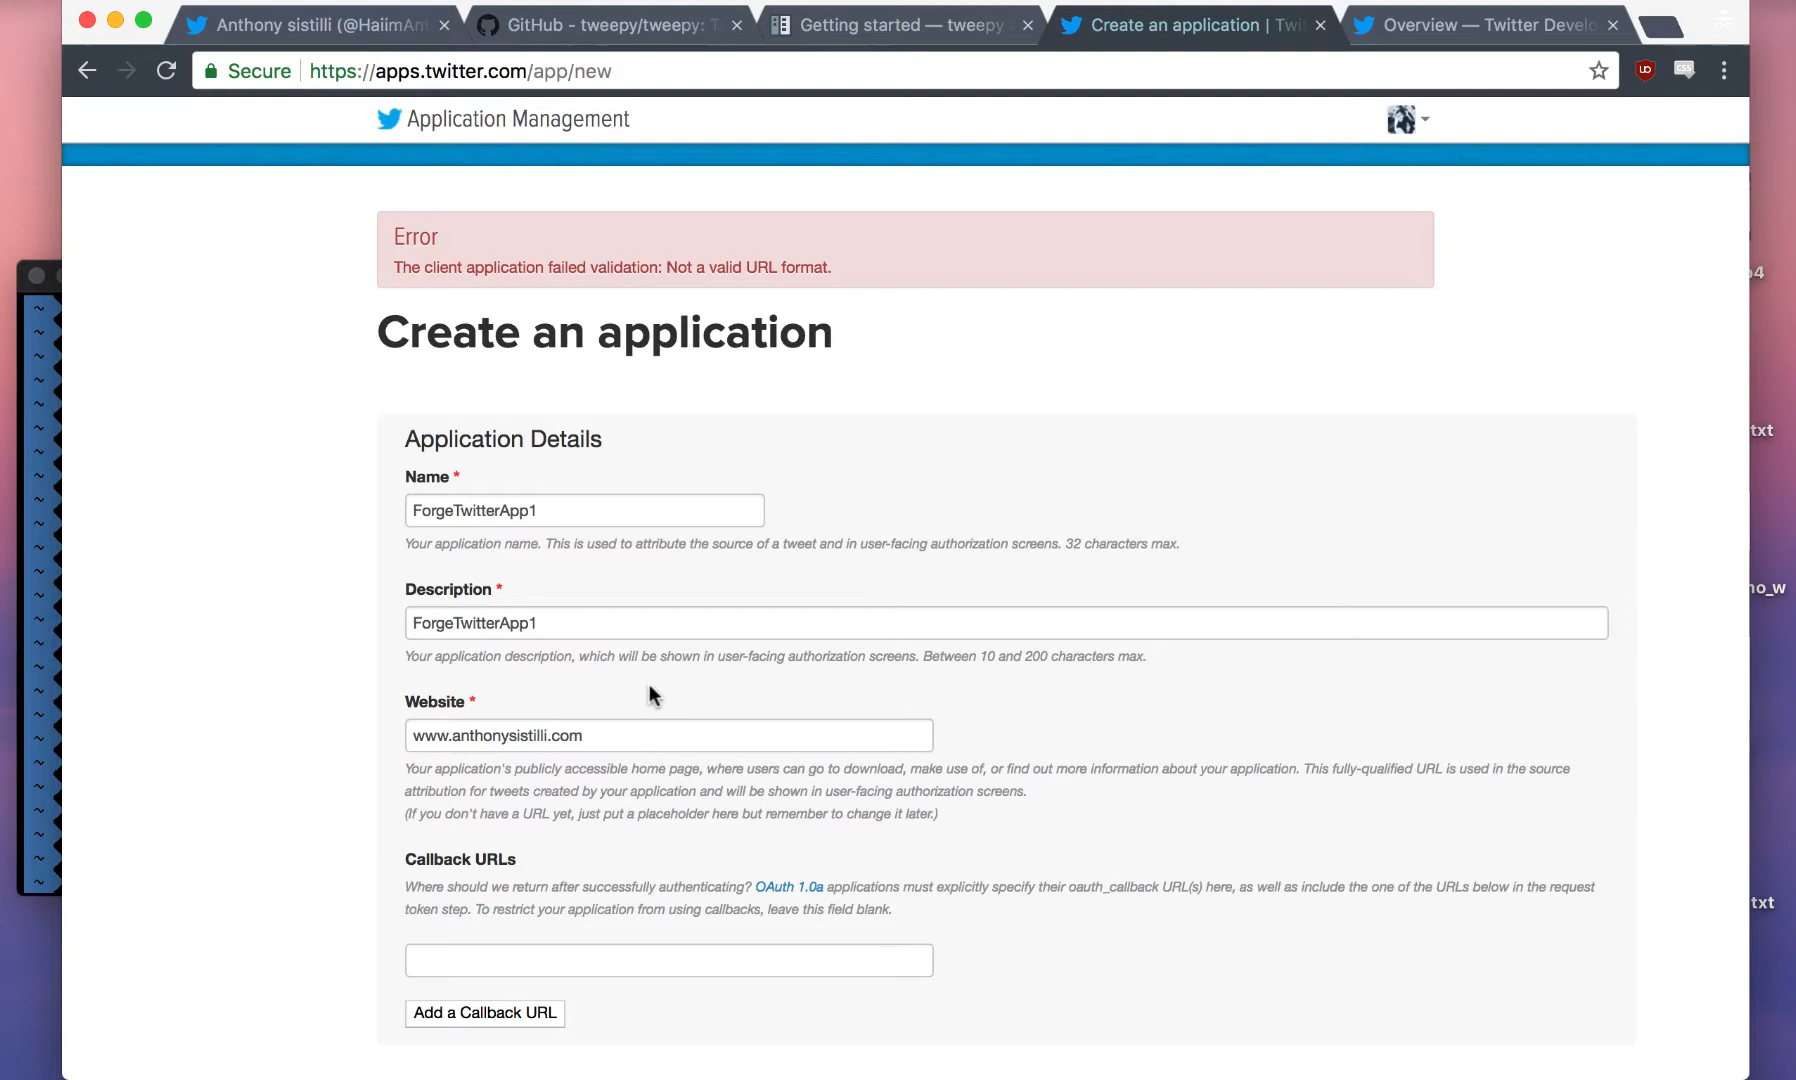 Anthony sistilli (@HaiimAnt
GitHub - tweepy/tweepy: T
Getting started — tweepy
Create an application | Twi
Overview — Twitter Develo
Secure https://apps.twitter.com/app/new
Application Management
Error
The client application failed validation: Not a valid URL format.
Create an application
Application Details
Name *
ForgeTwitterApp1
Your application name. This is used to attribute the source of a tweet and in user-facing authorization screens. 32 characters max.
Description *
ForgeTwitterApp1
Your application description, which will be shown in user-facing authorization screens. Between 10 and 200 characters max.
Website *
www.anthonysistilli.com
Your application's publicly accessible home page, where users can go to download, make use of, or find out more information about your application. This fully-qualified URL is used in the source
attribution for tweets created by your application and will be shown in user-facing authorization screens.
(If you don't have a URL yet, just put a placeholder here but remember to change it later.)
Callback URLs
Where should we return after successfully authenticating? OAuth 1.0a applications must explicitly specify their oauth_callback URL(s) here, as well as include the one of the URLs below in the request
token step. To restrict your application from using callbacks, leave this field blank.
Add a Callback URL
txt
no_w
txt